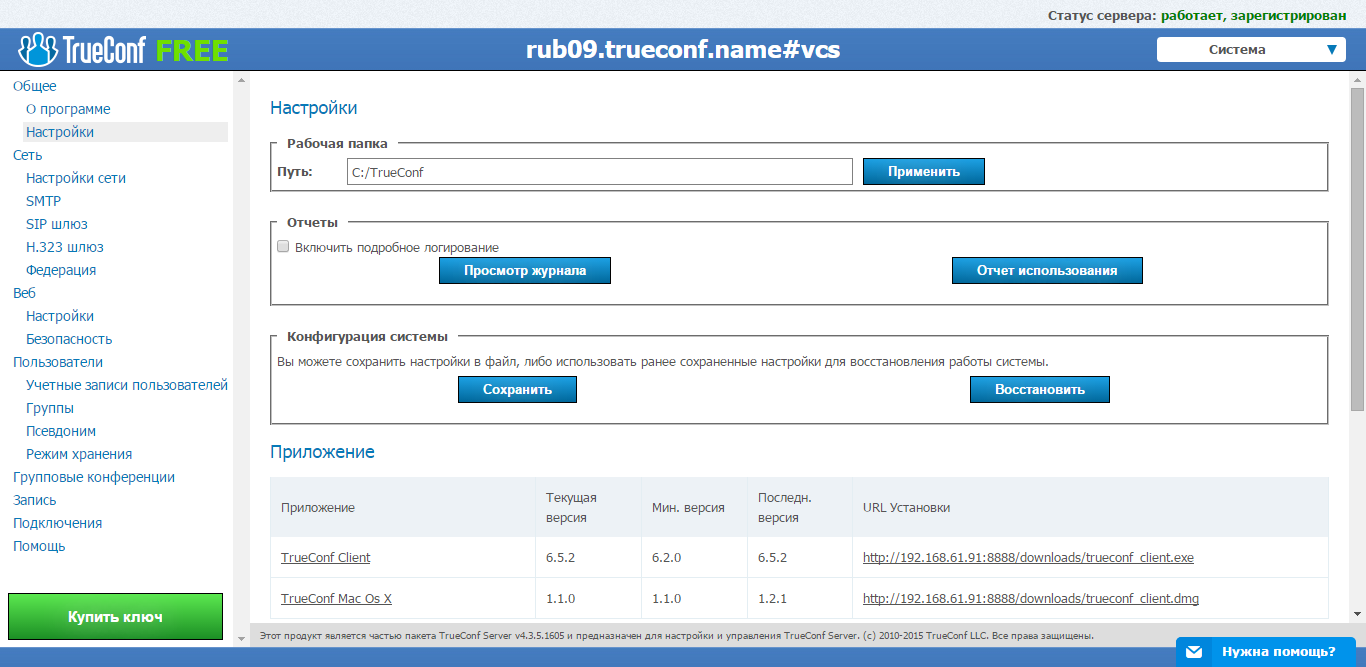 Статус сервера: работает, зарегистрирован
TrueConf FREE
rub09.trueconf.name#vcs
Система
Общее
О программе
Настройки
Сеть
Настройки сети
SMTP
SIP шлюз
H.323 шлюз
Федерация
Веб
Настройки
Безопасность
Пользователи
Учетные записи пользователей
Группы
Псевдоним
Режим хранения
Групповые конференции
Запись
Подключения
Помощь
Купить ключ
Настройки
Рабочая папка
Путь: C:/TrueConf Применить
Отчеты
Включить подробное логирование
Просмотр журнала Отчет использования
Конфигурация системы
Вы можете сохранить настройки в файл, либо использовать ранее сохраненные настройки для восстановления работы системы.
Сохранить Восстановить
Приложение
Приложение Текущая версия Мин. версия Последн. версия URL Установки
TrueConf Client 6.5.2 6.2.0 6.5.2 http://192.168.61.91:8888/downloads/trueconf_client.exe
TrueConf Mac Os X 1.1.0 1.1.0 1.2.1 http://192.168.61.91:8888/downloads/trueconf_client.dmg
Этот продукт является частью пакета TrueConf Server v4.3.5.1605 и предназначен для настройки и управления TrueConf Server. (c) 2010-2015 TrueConf LLC. Все права защищены.
Нужна помощь?